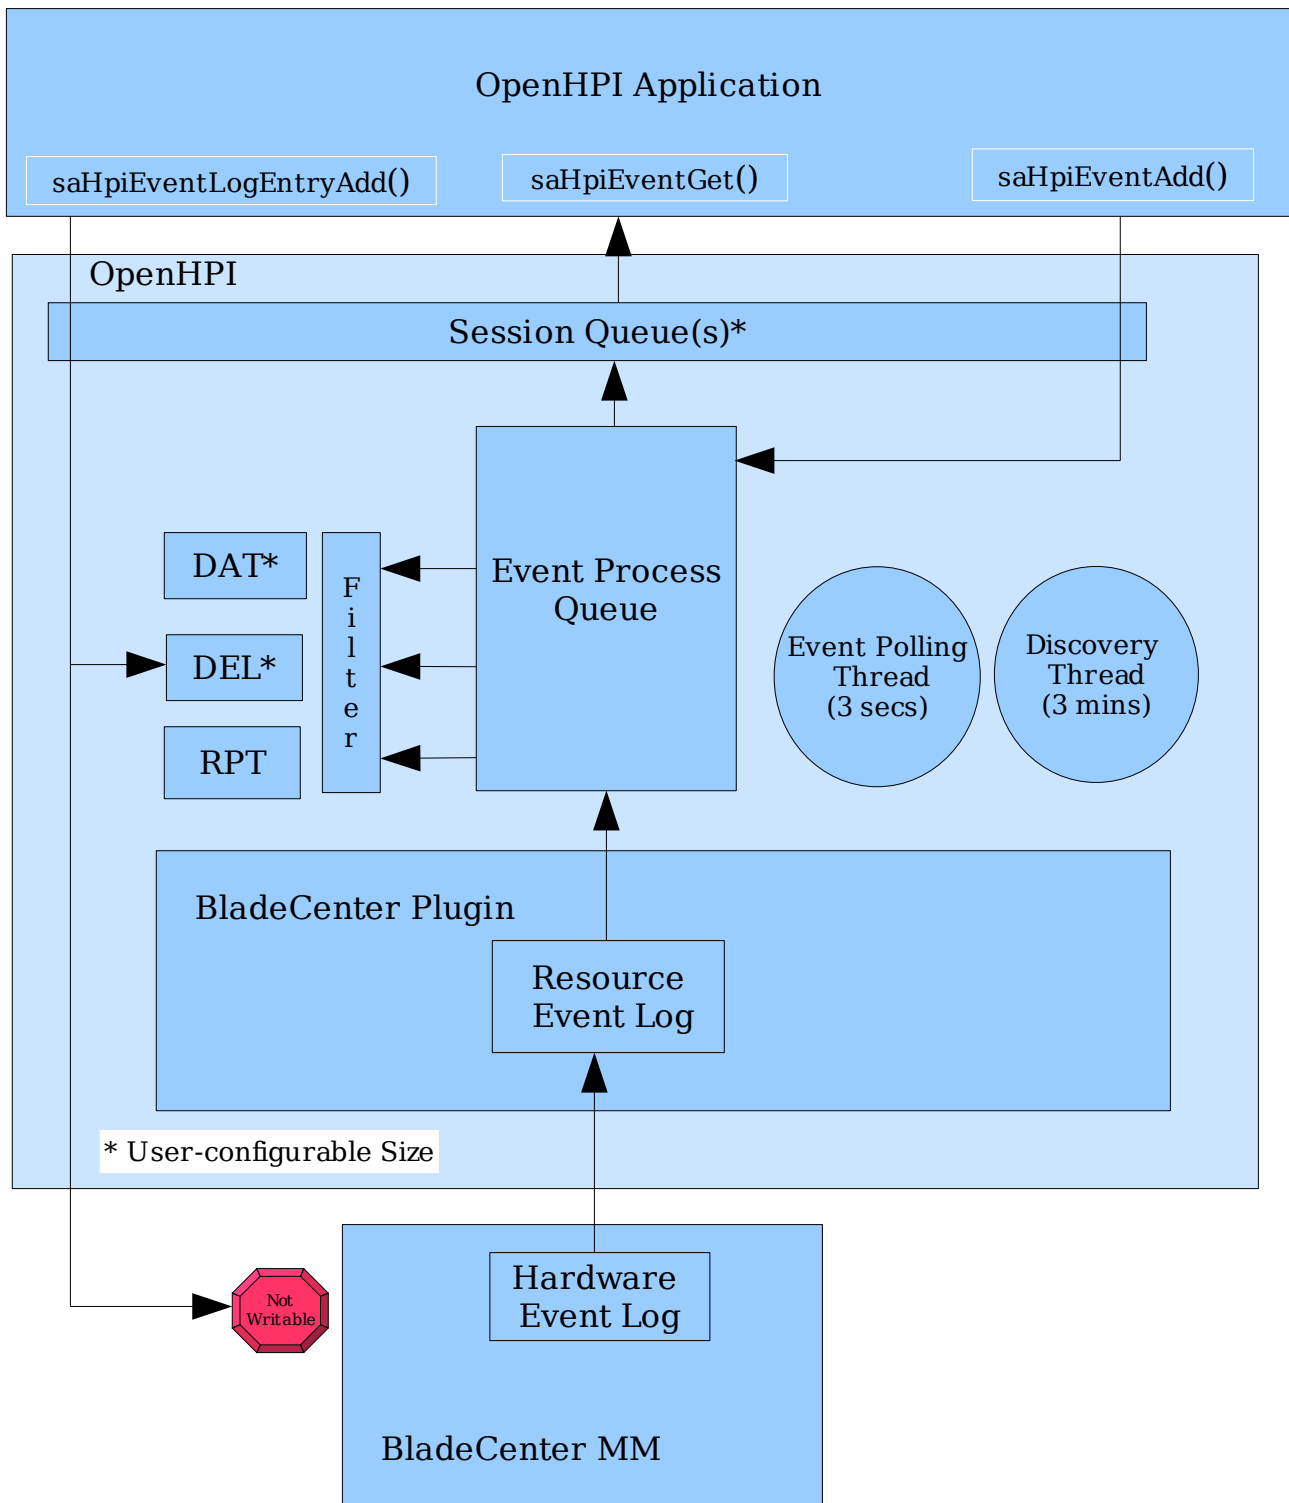 OpenHPI Application
saHpiEventLogEntryAdd()
saHpiEventGet()
saHpiEventAdd()
OpenHPI
Session Queue(s)*
Event Process
Queue
DAT*
DEL*
RPT
F
i
l
t
e
r
Event Polling
Thread
(3 secs)
Discovery
Thread
(3 mins)
BladeCenter Plugin
Resource
Event Log
* User-configurable Size
Not
Writable
Hardware
Event Log
BladeCenter MM